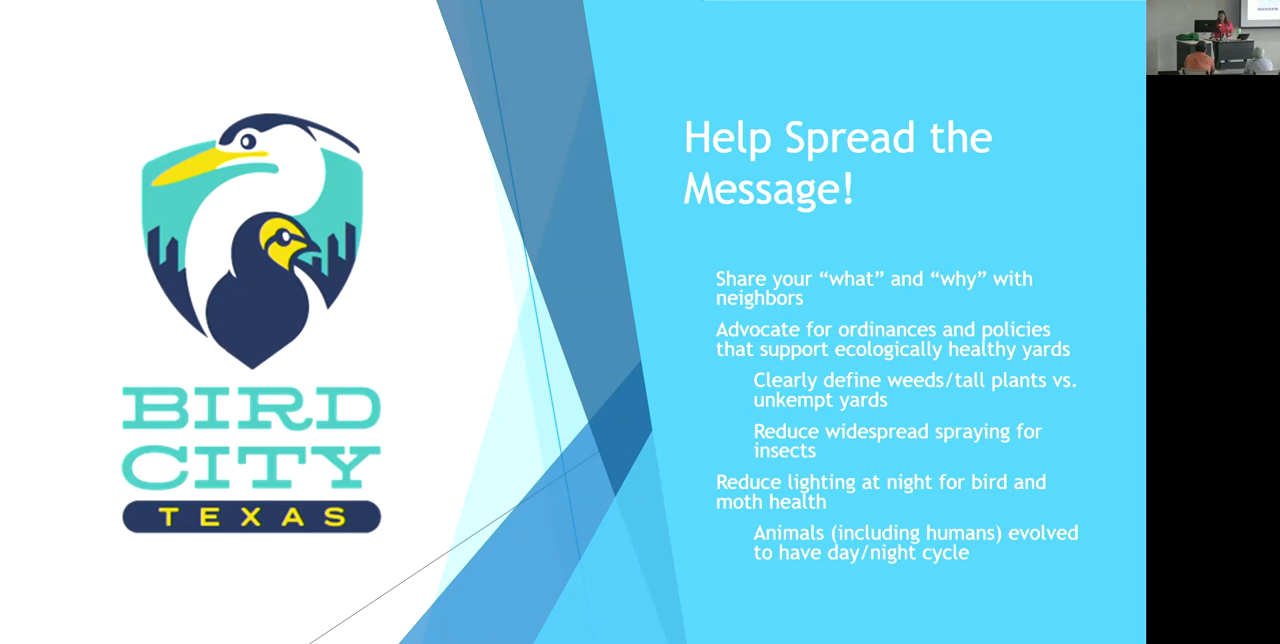 BIRD
CITY
TEXAS
Help Spread the
Message!
Share your “what” and “why” with
neighbors
Advocate for ordinances and policies
that support ecologically healthy yards
Clearly define weeds/tall plants vs.
unkempt yards
Reduce widespread spraying for
insects
Reduce lighting at night for bird and
moth health
Animals (including humans) evolved
to have day/night cycle